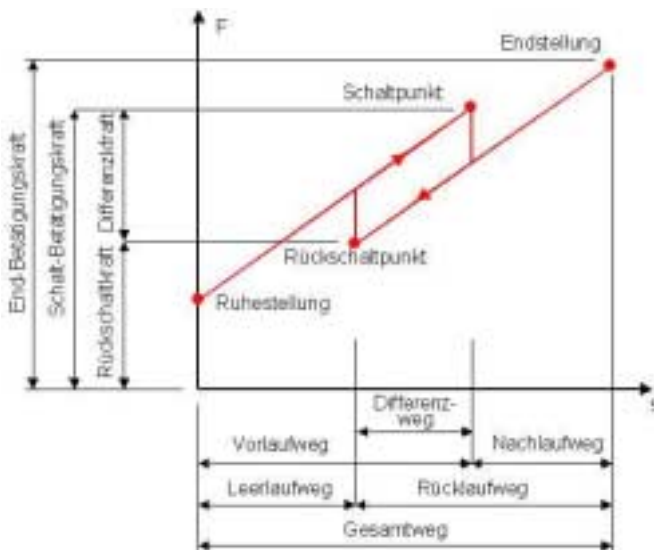 F
Endstellung
Schaltpunkt
End-Betätigungskraft
Schalt-Betätigungskraft
Differenzkraft
Rückschaltkraft
Rückschaltpunkt
Ruhestellung
s
Differenz-
weg
Vorlaufweg
Nachlaufweg
Leerlaufweg
Rücklaufweg
Gesamtweg